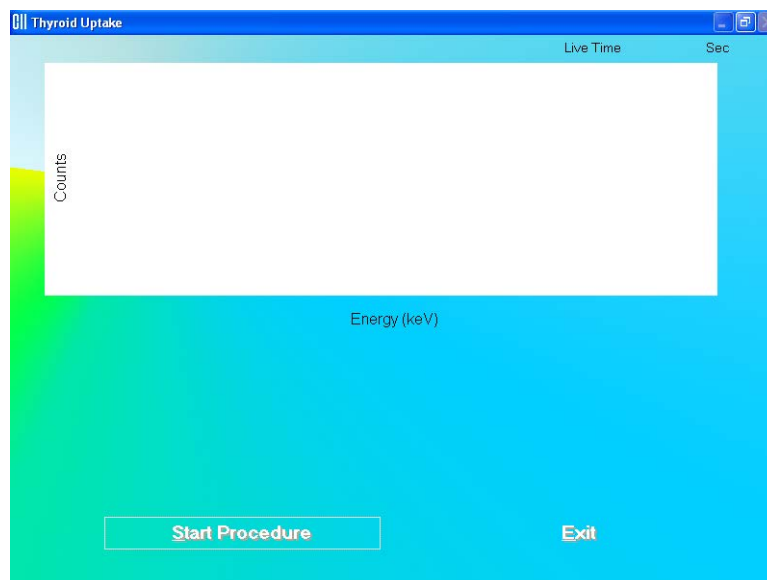 Thyroid Uptake
Live Time Sec
Counts
Energy (keV)
Start Procedure Exit